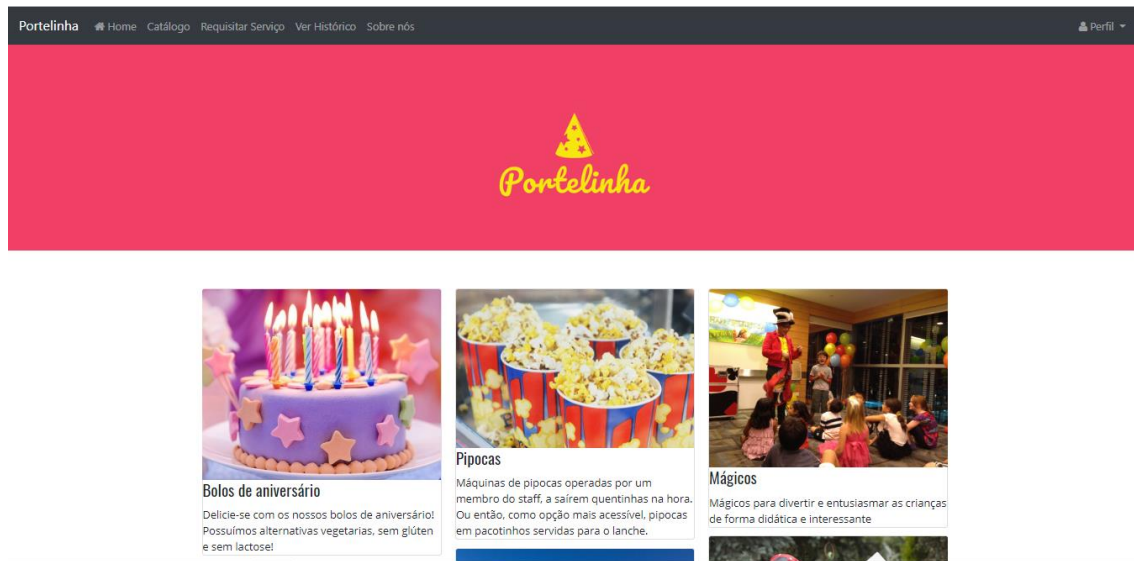 Portelinha Home Catálogo Requisitar Serviço Ver Histórico Sobre nós Perfil
Portelinha
Bolos de aniversário
Delicie-se com os nossos bolos de aniversário!
Possuímos alternativas vegetarias, sem glúten
e sem lactose!
Pipocas
Máquinas de pipocas operadas por um
membro do staff, a saírem quentinhas na hora.
Ou então, como opção mais acessível, pipocas
em pacotinhos servidas para o lanche.
Mágicos
Mágicos para divertir e entusiasmar as crianças
de forma didática e interessante